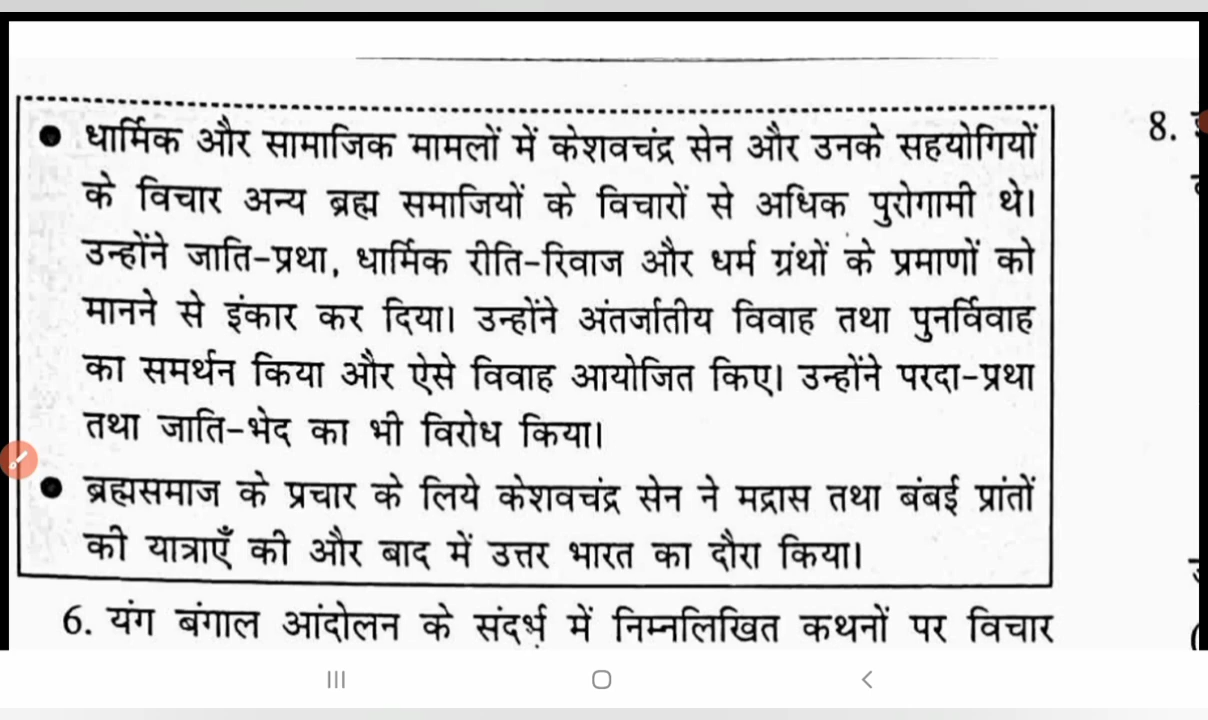 ● धार्मिक और सामाजिक मामलों में केशवचंद्र सेन और उनके सहयोगियों
के विचार अन्य ब्रह्म समाजियों के विचारों से अधिक पुरोगामी थे।
उन्होंने जाति-प्रथा, धार्मिक रीति-रिवाज और धर्म ग्रंथों के प्रमाणों को
मानने से इंकार कर दिया। उन्होंने अंतर्जातीय विवाह तथा पुनर्विवाह
का समर्थन किया और ऐसे विवाह आयोजित किए। उन्होंने परदा-प्रथा
तथा जाति-भेद का भी विरोध किया।
● ब्रह्मसमाज के प्रचार के लिये केशवचंद्र सेन ने मद्रास तथा बंबई प्रांतों
की यात्राएँ की और बाद में उत्तर भारत का दौरा किया।
6. यंग बंगाल आंदोलन के संदर्भ में निम्नलिखित कथनों पर विचार
8.